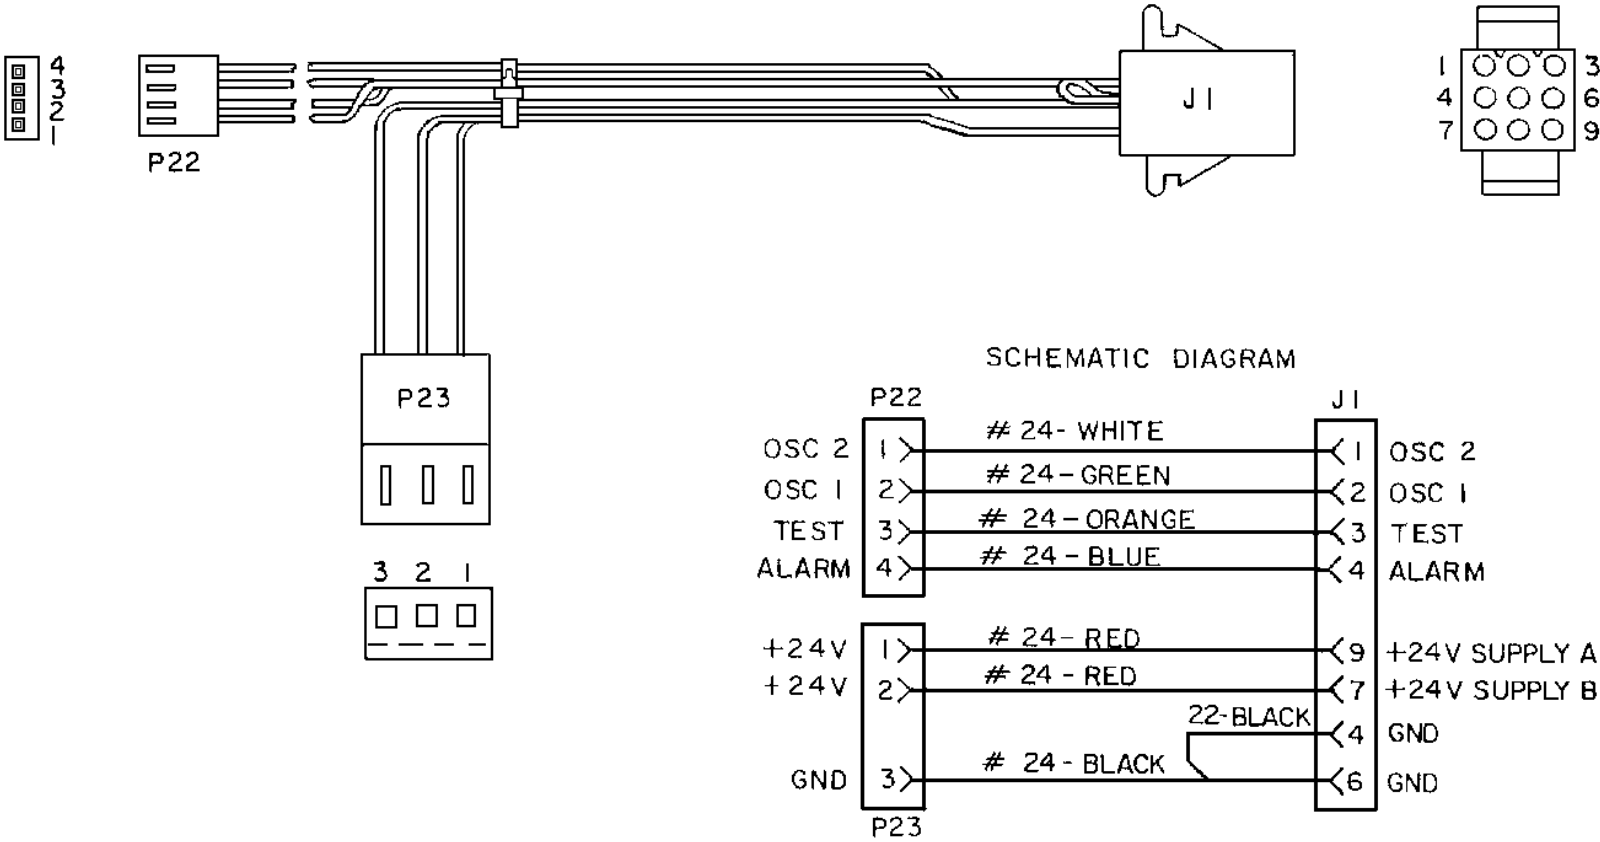 4
3
2
1
P22
J1
1 3
4 6
7 9
P23
3 2 1
SCHEMATIC DIAGRAM
P22 J1
OSC 2 1 # 24- WHITE 1 OSC 2
OSC 1 2 # 24-GREEN 2 OSC 1
TEST 3 # 24-ORANGE 3 TEST
ALARM 4 # 24-BLUE 4 ALARM
+24V 1 # 24- RED 9 +24V SUPPLY A
+24V 2 # 24 - RED 7 +24V SUPPLY B
22-BLACK 4 GND
GND 3 # 24 - BLACK 6 GND
P23